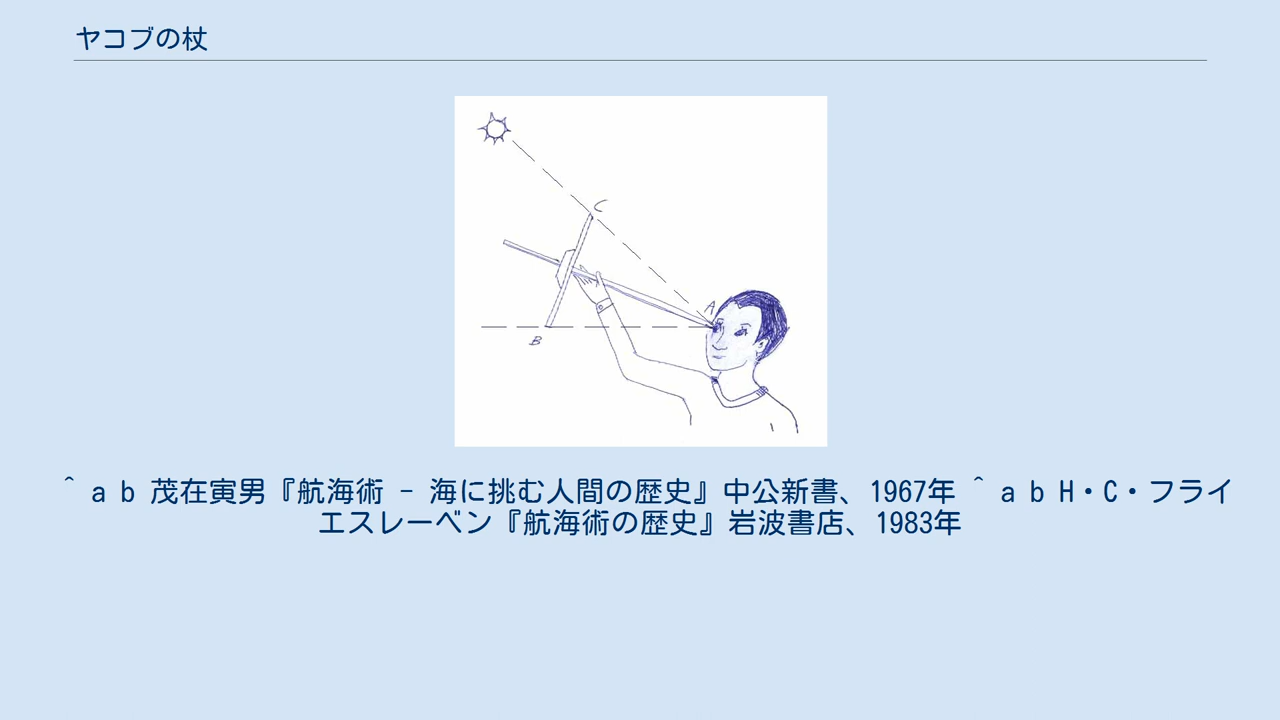 ヤコブの杖
C
A
B
^ a b 茂在寅男『航海術 - 海に挑む人間の歴史』中公新書、1967年 ^ a b H・C・フライ
エスレーベン『航海術の歴史』岩波書店、1983年